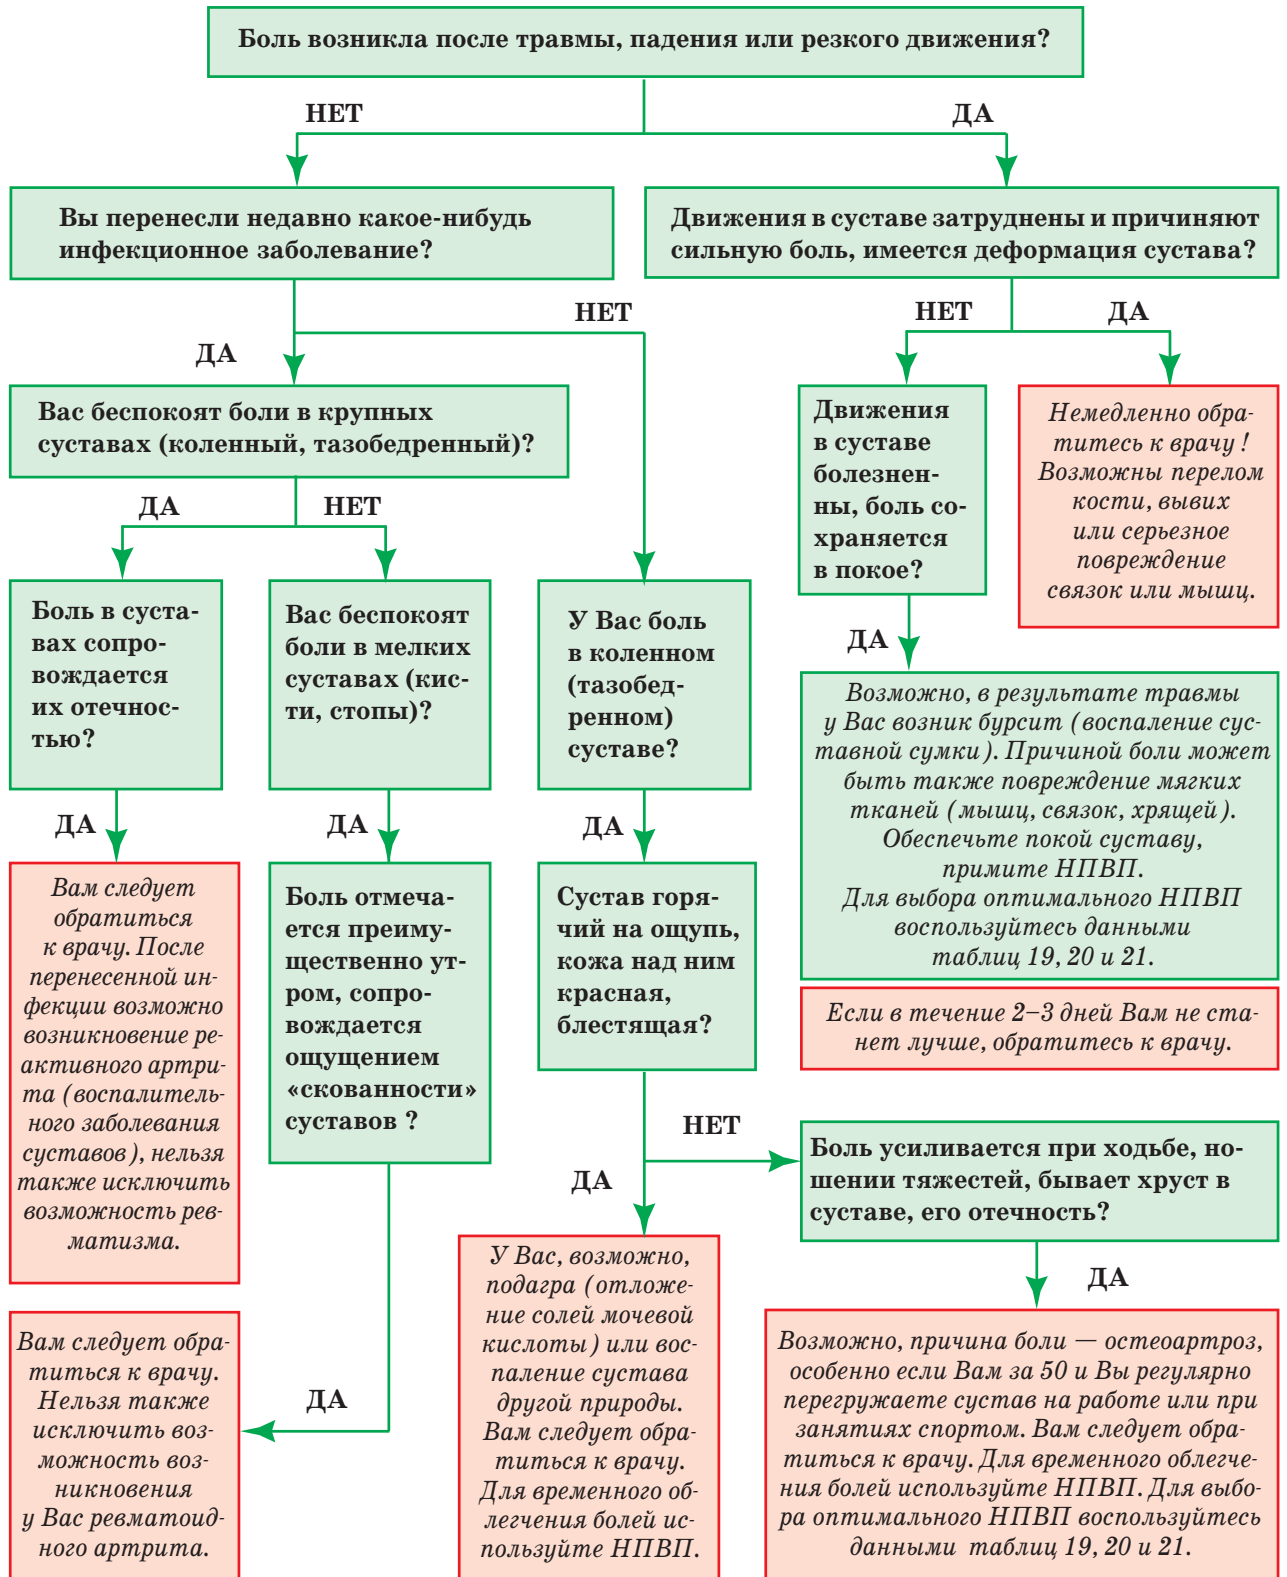 Боль возникла после травмы, падения или резкого движения?
НЕТ
ДА
Вы перенесли недавно какое-нибудь
инфекционное заболевание?
Движения в суставе затруднены и причиняют
сильную боль, имеется деформация сустава?
НЕТ
ДА
НЕТ
ДА
Вас беспокоят боли в крупных
суставах (коленный, тазобедренный)?
Движения
в суставе
болезнен-
ны, боль со-
храняется
в покое?
Немедленно обра-
титесь к врачу !
Возможны перелом
кости, вывих
или серьезное
повреждение
связок или мышц.
ДА
НЕТ
Боль в суста-
вах сопро-
вождается
их отечнос-
тью?
Вас беспокоят
боли в мелких
суставах (кис-
ти, стопы)?
У Вас боль
в коленном
(тазобед-
ренном)
суставе?
ДА
Возможно, в результате травмы
у Вас возник бурсит (воспаление сус-
тавной сумки). Причиной боли может
быть также повреждение мягких
тканей (мышц, связок, хрящей).
Обеспечьте покой суставу,
примите НПВП.
Для выбора оптимального НПВП
воспользуйтесь данными
таблиц 19, 20 и 21.
ДА
ДА
ДА
Вам следует
обратиться
к врачу. После
перенесенной ин-
фекции возможно
возникновение ре-
активного артри-
та (воспалитель-
ного заболевания
суставов), нельзя
также исключить
возможность рев-
матизма.
Боль отмеча-
ется преиму-
щественно ут-
ром, сопро-
вождается
ощущением
«скованности»
суставов ?
Сустав горя-
чий на ощупь,
кожа над ним
красная,
блестящая?
Если в течение 2–3 дней Вам не ста-
нет лучше, обратитесь к врачу.
НЕТ
ДА
Боль усиливается при ходьбе, но-
шении тяжестей, бывает хруст в
суставе, его отечность?
ДА
Вам следует обра-
титься к врачу.
Нельзя также
исключить воз-
можность воз-
никновения
у Вас ревматоид-
ного артрита.
ДА
У Вас, возможно,
подагра (отложе-
ние солей мочевой
кислоты) или вос-
паление сустава
другой природы.
Вам следует обра-
титься к врачу.
Для временного об-
легчения болей ис-
пользуйте НПВП.
Возможно, причина боли — остеоартроз,
особенно если Вам за 50 и Вы регулярно
перегружаете сустав на работе или при
занятиях спортом. Вам следует обра-
титься к врачу. Для временного облегче-
ния болей используйте НПВП. Для выбо-
ра оптимального НПВП воспользуйтесь
данными таблиц 19, 20 и 21.